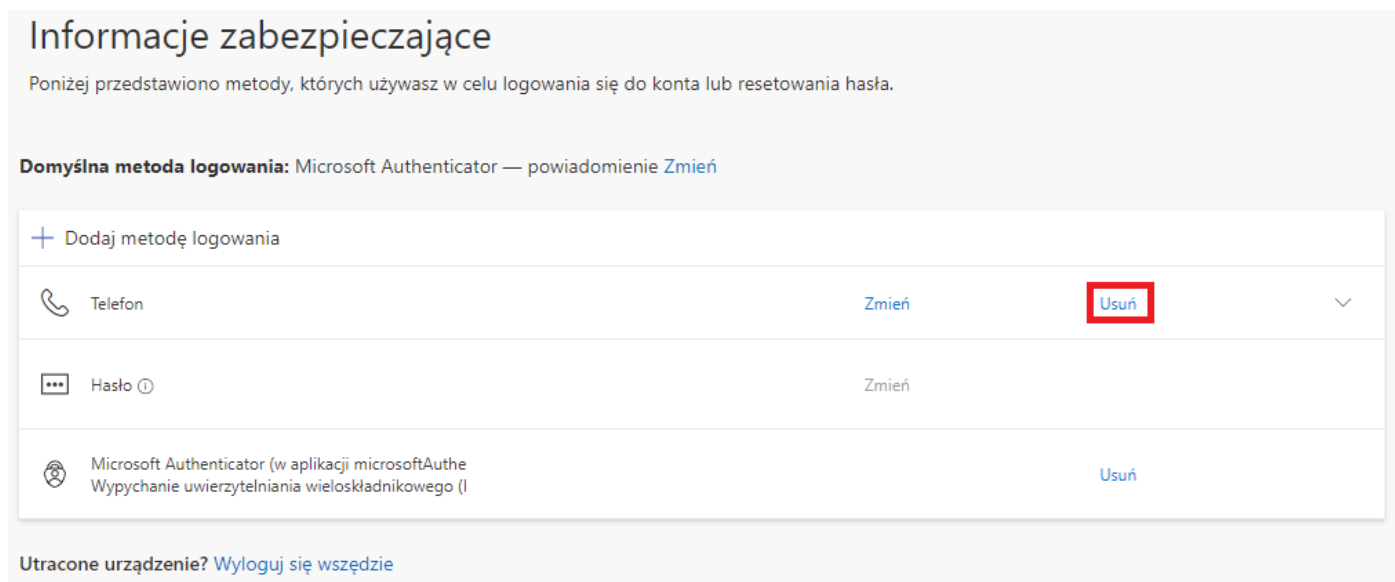 Informacje zabezpieczające
Poniżej przedstawiono metody, których używasz w celu logowania się do konta lub resetowania hasła.
Domyślna metoda logowania: Microsoft Authenticator — powiadomienie Zmień
Dodaj metodę logowania
Telefon Zmień Usuń
Hasło Zmień
Microsoft Authenticator (w aplikacji microsoftAuthe
Wypychanie uwierzytelniania wieloskładnikowego (I
Usuń
Utracone urządzenie? Wyloguj się wszędzie